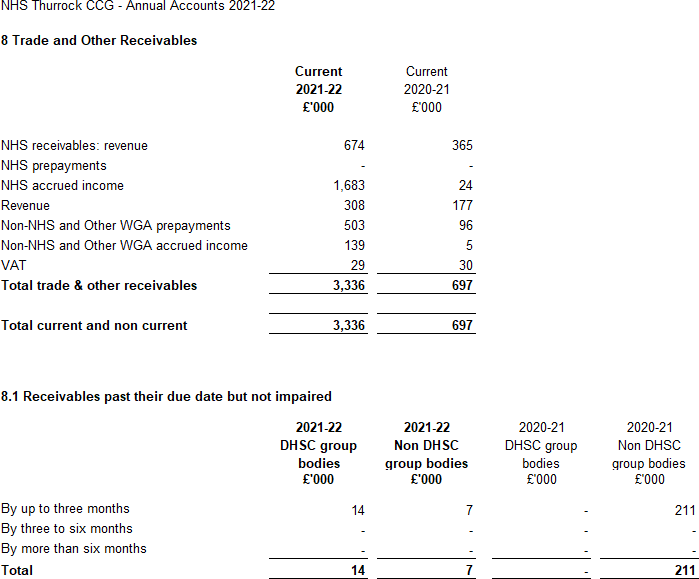 NHS Thurrock CCG - Annual Accounts 2021-22
8 Trade and Other Receivables
Current Current
2021-22 2020-21
£'000 £'000
NHS receivables: revenue 674 365
NHS prepayments - -
NHS accrued income 1,683 24
Revenue 308 177
Non-NHS and Other WGA prepayments 503 96
Non-NHS and Other WGA accrued income 139 5
VAT 29 30
Total trade & other receivables 3,336 697
Total current and non current 3,336 697
8.1 Receivables past their due date but not impaired
2021-22 2021-22 2020-21 2020-21
DHSC group Non DHSC DHSC group Non DHSC
bodies group bodies bodies group bodies
£'000 £'000 £'000 £'000
By up to three months 14 7 - 211
By three to six months - - - -
By more than six months - - - -
Total 14 7 - 211